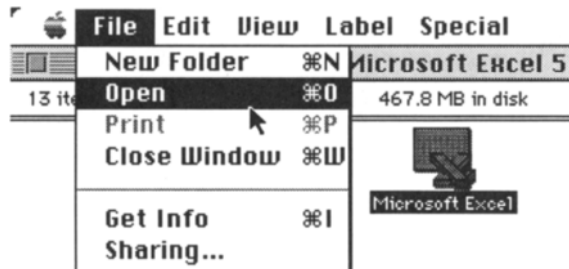 File Edit View Label Special
New Folder ⌘N
Microsoft Excel 5
Open ⌘O
13 ite
467.8 MB in disk
Print ⌘P
Close Window ⌘W
Microsoft Excel
Get Info ⌘I
Sharing...